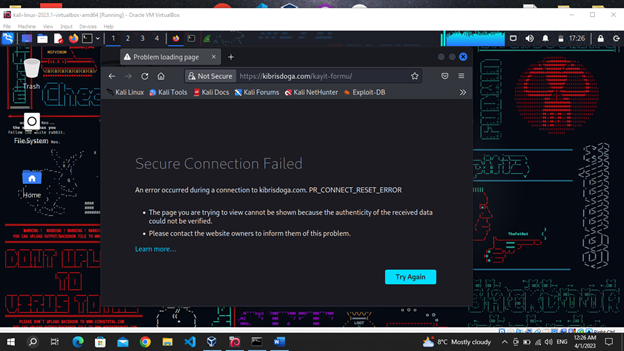 kali-linux-2023.1-virtualbox-amd64 [Running] - Oracle VM VirtualBox
File Machine View Input Devices Help
1 2 3 4
17:26
Problem loading page
Not Secure https://kibrisdoga.com/kayit-formu/
Kali Linux Kali Tools Kali Docs Kali Forums Kali NetHunter Exploit-DB
Trash
File System
Home
Secure Connection Failed
An error occurred during a connection to kibrisdoga.com. PR_CONNECT_RESET_ERROR
The page you are trying to view cannot be shown because the authenticity of the received data
could not be verified.
Please contact the website owners to inform them of this problem.
Learn more…
Try Again
DONT UPLOAD
TO
VIRUS TOTAL
8°C Mostly cloudy
ENG
12:26 AM
4/1/2023